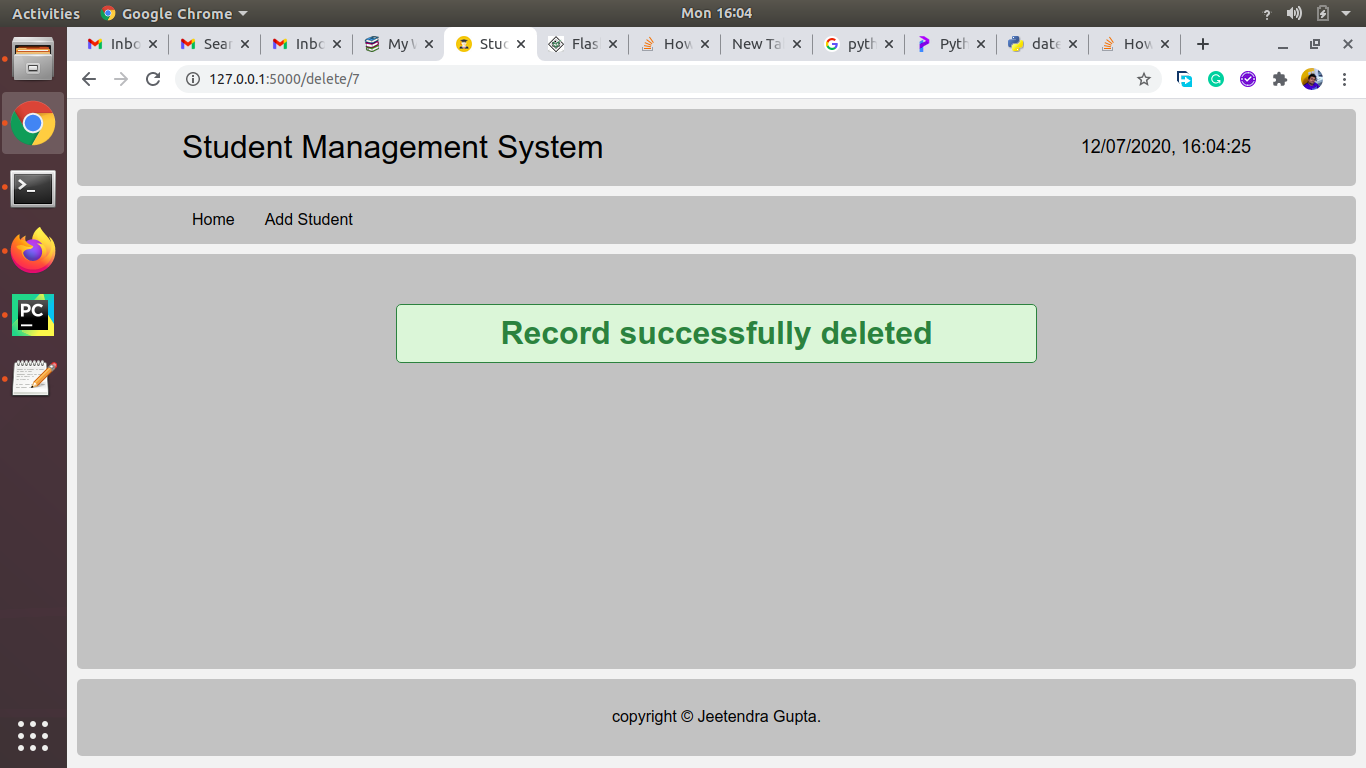 Activities Google Chrome Mon 16:04 ?
Inbo Sear Inbo My Stud Flas How New Ta pyth Pyth date How
127.0.0.1:5000/delete/7
Student Management System 12/07/2020, 16:04:25
Home Add Student
PC
Record successfully deleted
copyright © Jeetendra Gupta.